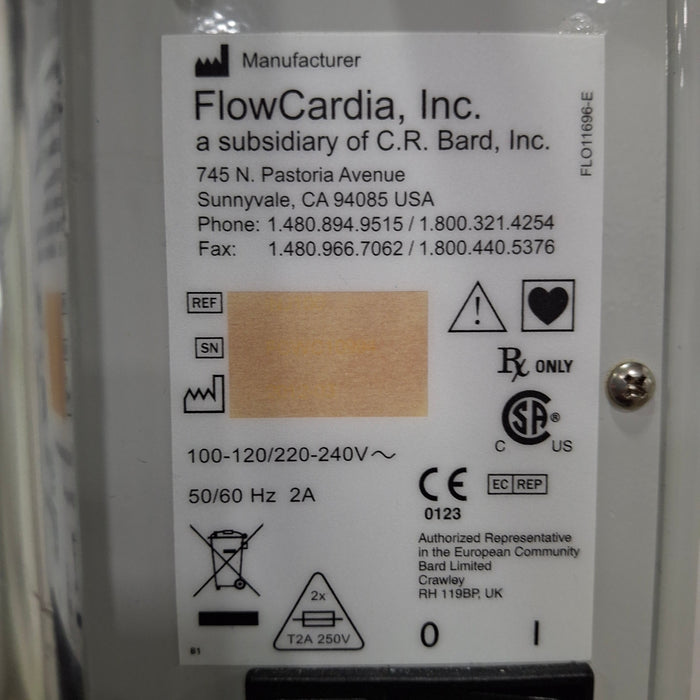 Manufacturer
FlowCardia, Inc.
a subsidiary of C.R. Bard, Inc.
745 N. Pastoria Avenue
Sunnyvale, CA 94085 USA
Phone: 1.480.894.9515 / 1.800.321.4254
Fax: 1.480.966.7062 / 1.800.440.5376
FLO11696-E
REF
SN
!
Rx ONLY
CSA ®
C US
100-120/220-240V~
50/60 Hz 2A
CE
0123
EC REP
Authorized Representative
in the European Community
Bard Limited
Crawley
RH 119BP, UK
2x
T2A 250V
O I
B1